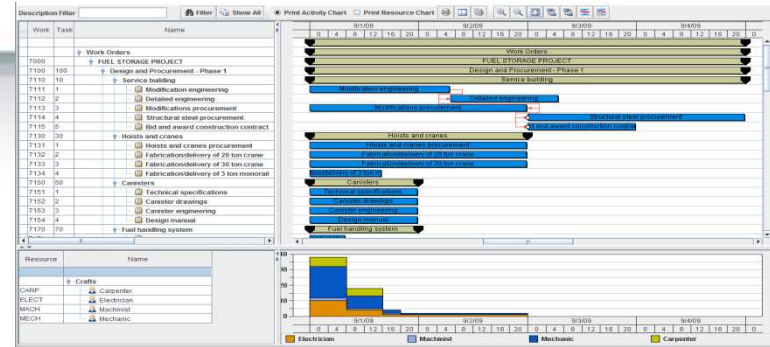 Description Filter Filter Show All Print Activity Chart Print Resource Chart
Work Task Name
9/1/09 9/2/09 9/3/09 9/4/09
0 4 8 12 16 20 0 4 8 12 16 20 0 4 8 12 16 20 0 4 8 12 16 20 0
Work Orders Work Orders
7000 FUEL STORAGE PROJECT FUEL STORAGE PROJECT
7100 100 Design and Procurement - Phase 1 Design and Procurement - Phase 1
7110 10 Service building Service building
7111 1 Modification engineering Modification engineering
7112 2 Detailed engineering Detailed engineering
7113 3 Modifications procurement Modifications procurement
7114 4 Structural steel procurement Structural steel procurement
7115 5 Bid and award construction contract and award construction contrac
7130 30 Hoists and cranes Hoists and cranes
7131 1 Hoists and cranes procurement Hoists and cranes procurement
7132 2 Fabrication/delivery of 20 ton crane Fabrication/delivery of 20 ton crane
7133 3 Fabrication/delivery of 30 ton crane Fabrication/delivery of 30 ton crane
7134 4 Fabrication/delivery of 3 ton monorail
7150 50 Canisters Canisters
7151 1 Technical specifications Technical specifications
7152 2 Canister drawings Canister drawings
7153 3 Canister engineering Canister engineering
7154 4 Design manual Design manual
7170 70 Fuel handling system Fuel handling system
Resource Name
Crafts
CARP Carpenter
ELECT Electrician
MACH Machinist
MECH Mechanic
30
20
10
0
9/1/09 9/2/09 9/3/09 9/4/09
0 4 8 12 16 20 0 4 8 12 16 20 0 4 8 12 16 20 0 4 8 12 16 20 0
Electrician Machinist Mechanic Carpenter